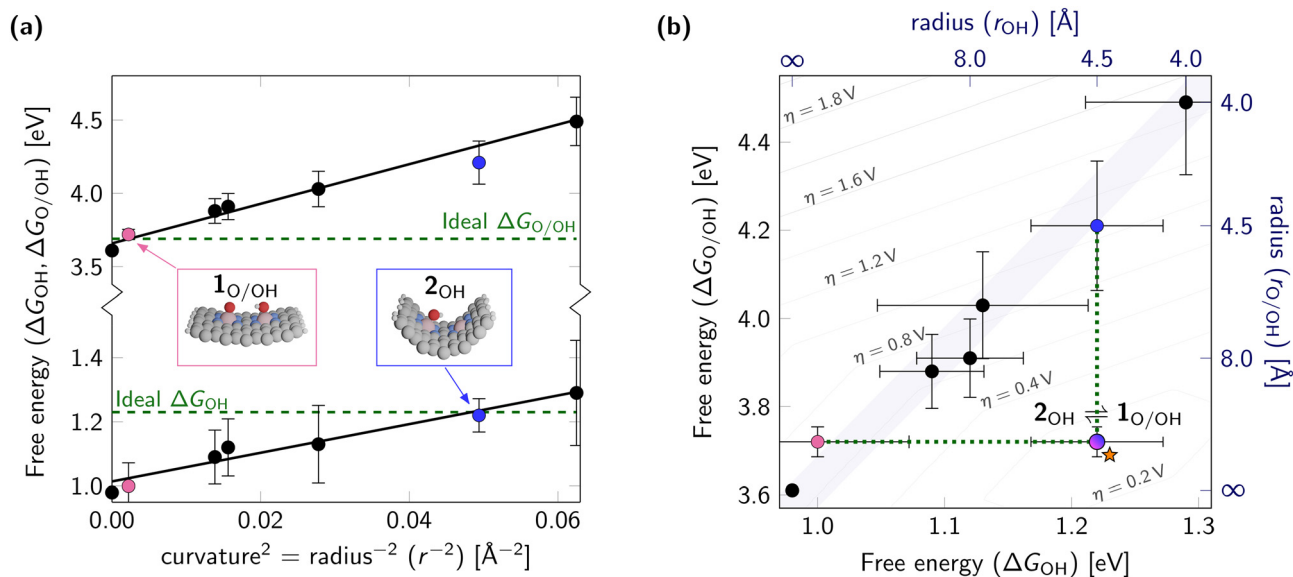 (a)
Free energy (ΔG_OH, ΔG_O/OH) [eV]
4.5
4.0
3.5
1.4
1.2
1.0
Ideal ΔG_O/OH
1_O/OH
2_OH
Ideal ΔG_OH
0.00
0.02
0.04
0.06
curvature² = radius⁻² (r⁻²) [Å⁻²]
(b)
radius (r_OH) [Å]
∞
8.0
4.5
4.0
Free energy (ΔG_O/OH) [eV]
4.4
4.2
4.0
3.8
3.6
η = 1.8 V
η = 1.6 V
η = 1.2 V
η = 0.8 V
η = 0.4 V
η = 0.2 V
2_OH ⇌ 1_O/OH
4.0
4.5
8.0
∞
radius (r_O/OH) [Å]
1.0
1.1
1.2
1.3
Free energy (ΔG_OH) [eV]